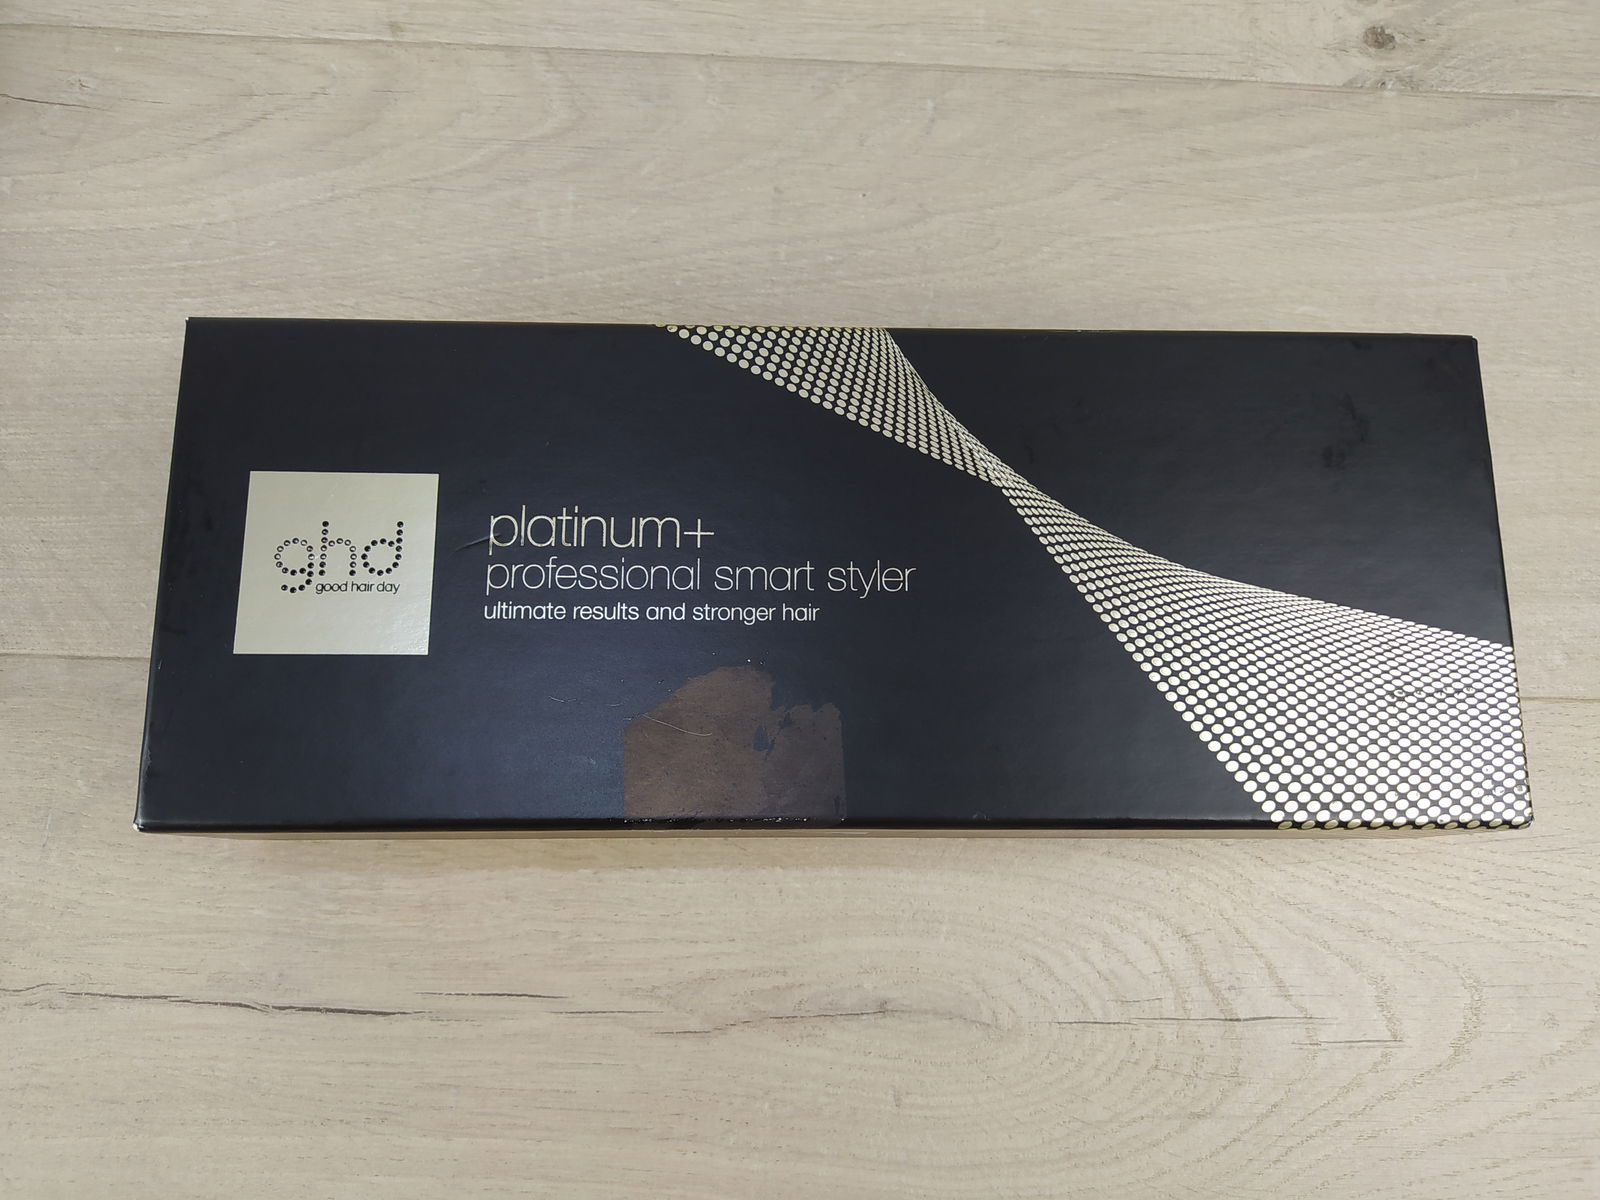 ghd
good hair day
platinum+
professional smart styler
ultimate results and stronger hair